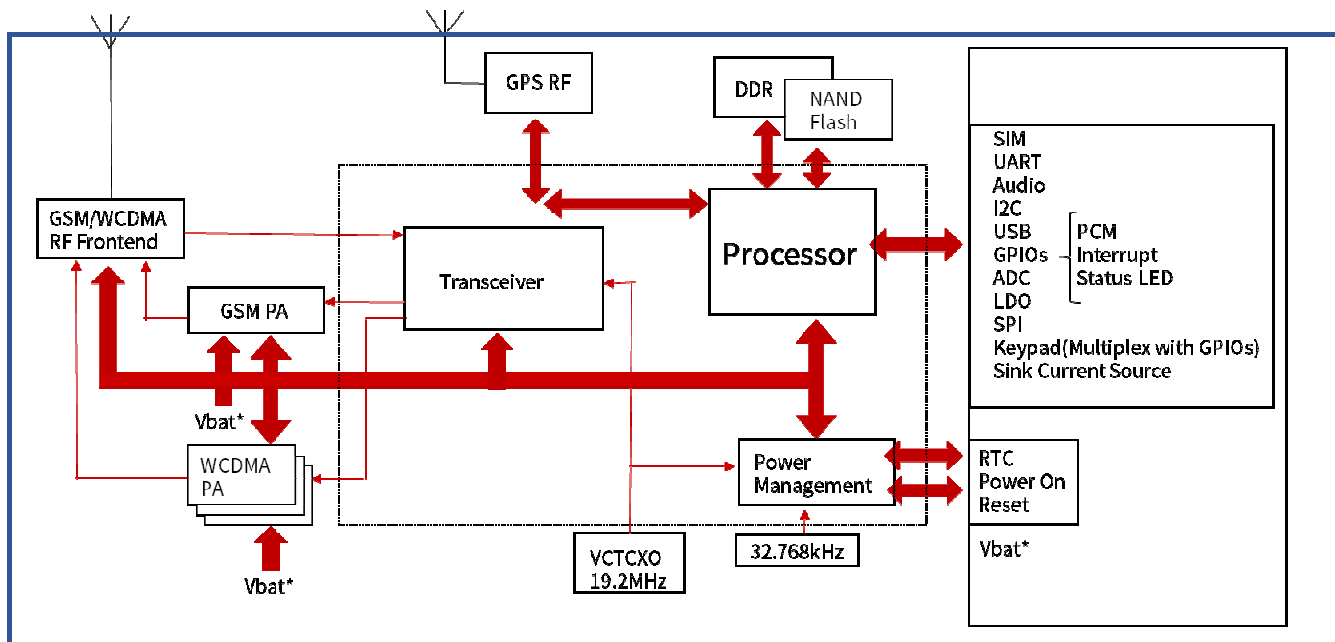 GPS RF
DDR
NAND
Flash
GSM/WCDMA
RF Frontend
Transceiver
Processor
GSM PA
Vbat*
WCDMA
PA
Vbat*
Power
Management
VCTCXO
19.2MHz
32.768kHz
SIM
UART
Audio
I2C
USB
GPIOs
ADC
LDO
SPI
Keypad(Multiplex with GPIOs)
Sink Current Source
PCM
Interrupt
Status LED
RTC
Power On
Reset
Vbat*